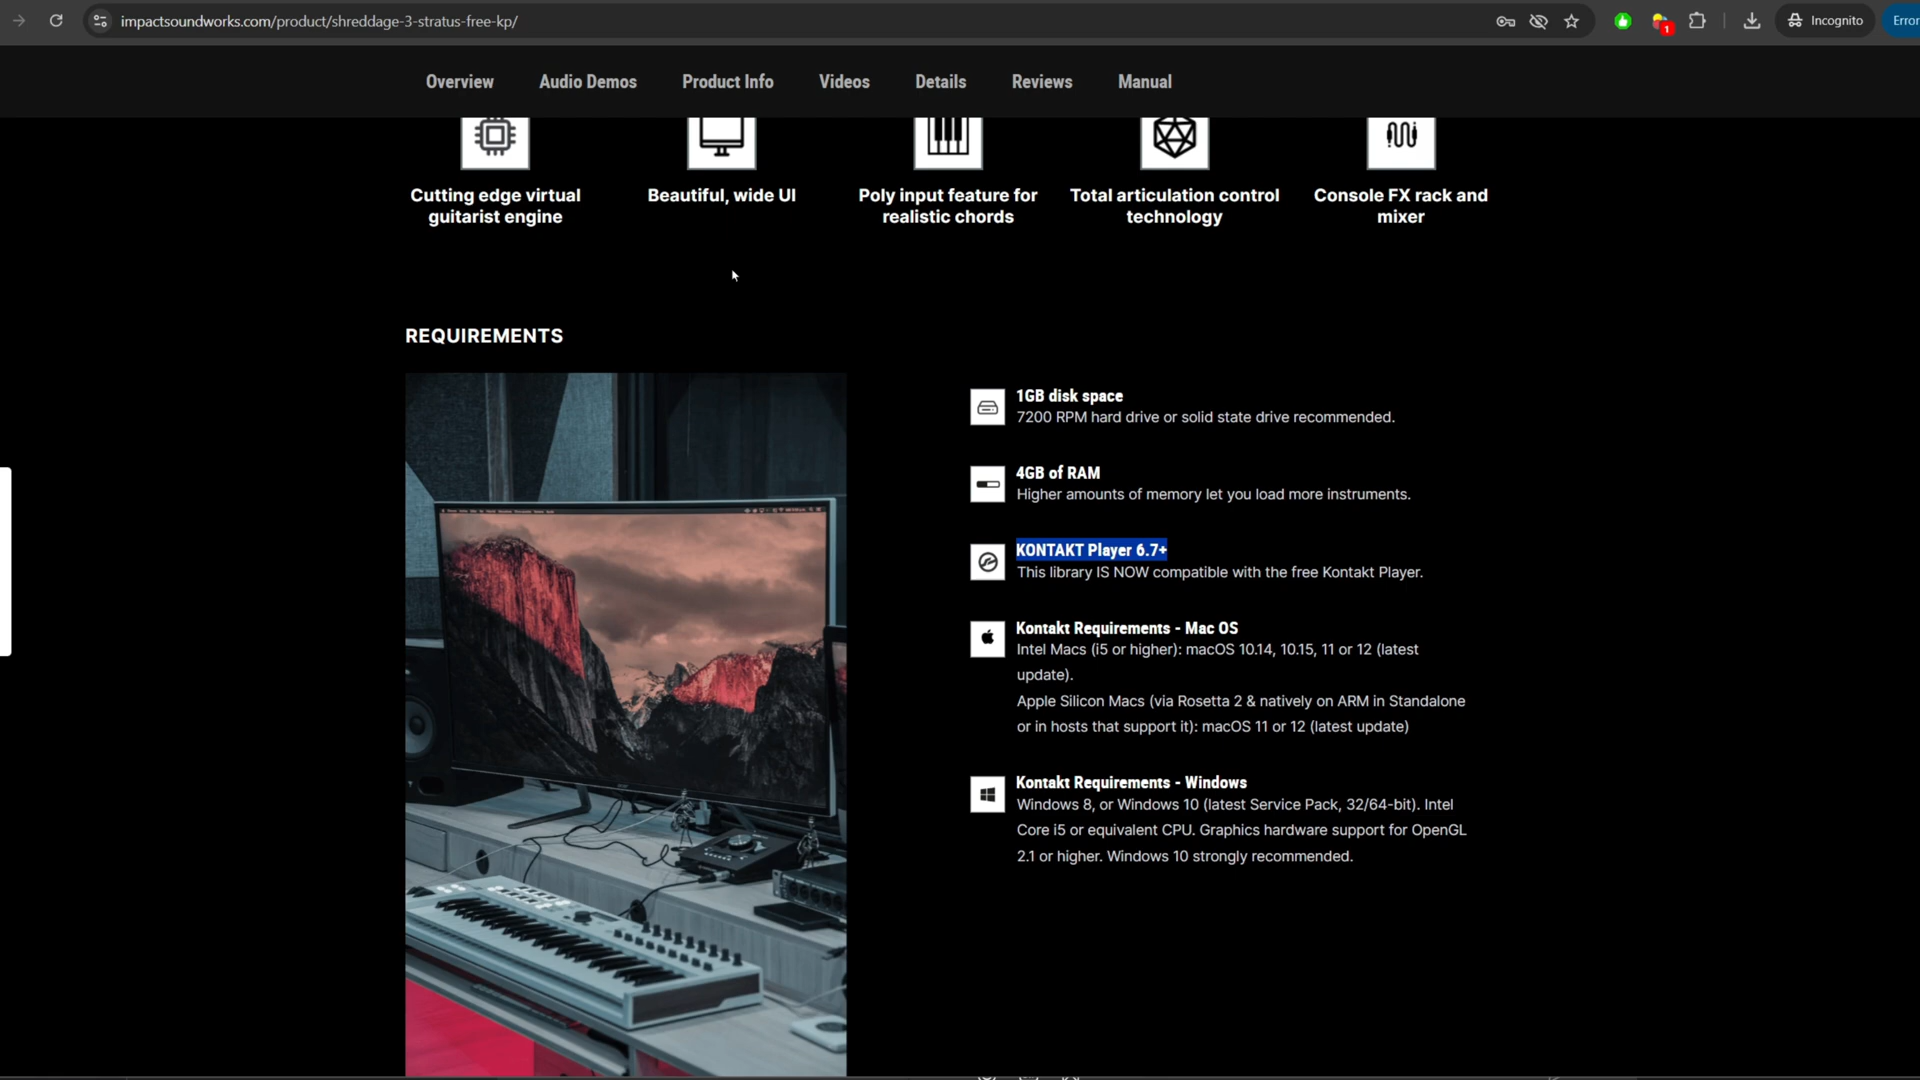 impactsoundworks.com/product/shreddage-3-stratus-free-kp/
1
Incognito
Error
Overview
Audio Demos
Product Info
Videos
Details
Reviews
Manual
Cutting edge virtual
guitarist engine
Beautiful, wide UI
Poly input feature for
realistic chords
Total articulation control
technology
Console FX rack and
mixer
REQUIREMENTS
1GB disk space
7200 RPM hard drive or solid state drive recommended.
4GB of RAM
Higher amounts of memory let you load more instruments.
KONTAKT Player 6.7+
This library IS NOW compatible with the free Kontakt Player.
Kontakt Requirements - Mac OS
Intel Macs (i5 or higher): macOS 10.14, 10.15, 11 or 12 (latest
update).
Apple Silicon Macs (via Rosetta 2 & natively on ARM in Standalone
or in hosts that support it): macOS 11 or 12 (latest update)
Kontakt Requirements - Windows
Windows 8, or Windows 10 (latest Service Pack, 32/64-bit). Intel
Core i5 or equivalent CPU. Graphics hardware support for OpenGL
2.1 or higher. Windows 10 strongly recommended.